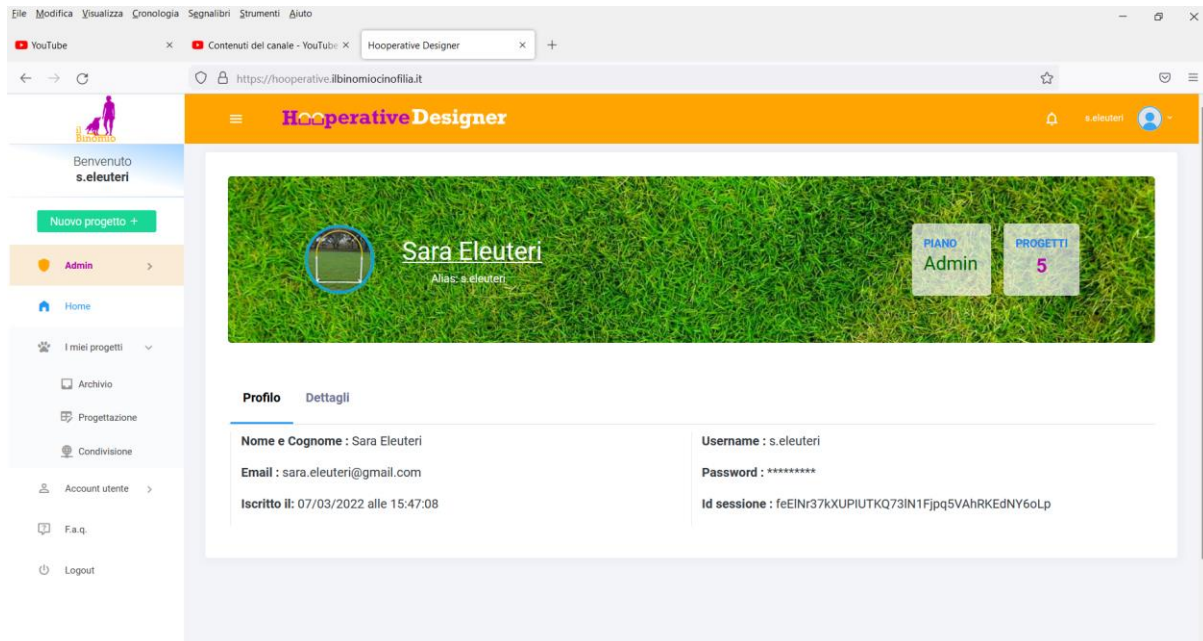 File Modifica Visualizza Cronologia Segnalibri Strumenti Aiuto
YouTube
Contenuti del canale - YouTube
Hooperative Designer
https://hooperative.ilbinomiocinofilia.it
il Binomio
Hooperative Designer
s.eleuteri
Benvenuto
s.eleuteri
Nuovo progetto +
Admin
Home
I miei progetti
Archivio
Progettazione
Condivisione
Account utente
F.a.q.
Logout
Sara Eleuteri
Alias: s.eleuteri
PIANO
Admin
PROGETTI
5
Profilo Dettagli
Nome e Cognome : Sara Eleuteri
Email : sara.eleuteri@gmail.com
Iscritto il: 07/03/2022 alle 15:47:08
Username : s.eleuteri
Password : *********
Id sessione : feElNr37kXUPIUTKQ73lN1Fjpq5VAhRKEdNY6oLp